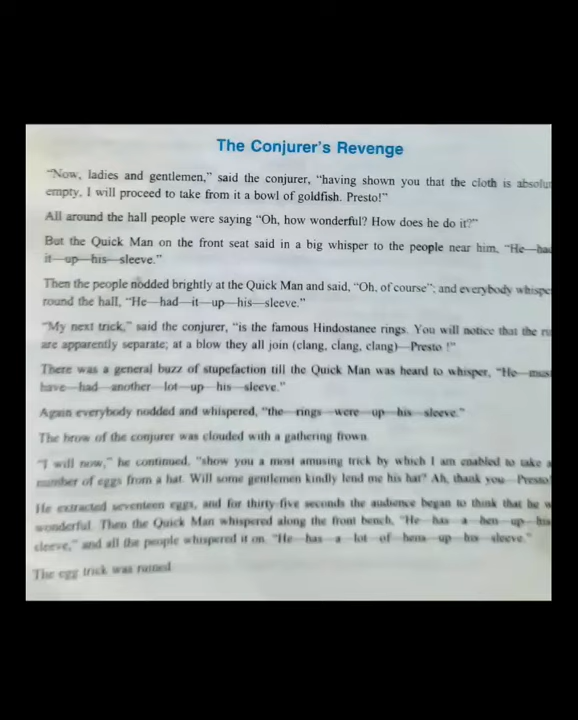 The Conjurer's Revenge
"Now, ladies and gentlemen," said the conjurer, "having shown you that the cloth is absolut
empty, I will proceed to take from it a bowl of goldfish. Presto!"
All around the hall people were saying "Oh, how wonderful? How does he do it?"
But the Quick Man on the front seat said in a big whisper to the people near him, "He—had
it—up—his—sleeve."
Then the people nodded brightly at the Quick Man and said, "Oh, of course"; and everybody whispe
round the hall, "He—had—it—up—his—sleeve."
"My next trick," said the conjurer, "is the famous Hindostanee rings. You will notice that the
are apparently separate; at a blow they all join (clang, clang, clang)—Presto !"
There was a general buzz of stupefaction till the Quick Man was heard to whisper, "He—must
have—had—another—lot—up—his—sleeve."
Again everybody nodded and whispered, "the—rings—were—up—his—sleeve."
The brow of the conjurer was clouded with a gathering frown.
"I will now," he continued, "show you a most amusing trick by which I am enabled to take a
number of eggs from a hat. Will some gentlemen kindly lend me his hat? Ah, thank you—Presto!
He extracted seventeen eggs, and for thirty-five seconds the audience began to think that he w
wonderful. Then the Quick Man whispered along the front bench, "He—has—a—hen—up—his
sleeve," and all the people whispered it on. "He—has—a—lot—of—hens—up—his—sleeve."
The egg trick was ruined.